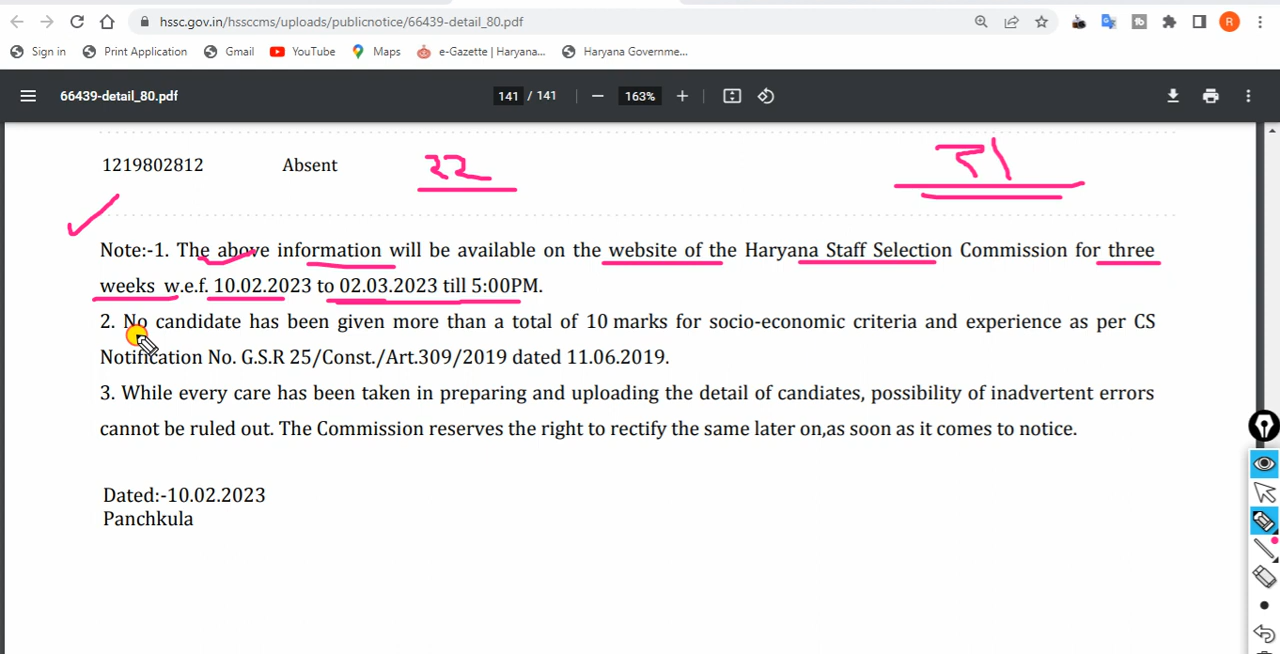 hssc.gov.in/hssccms/uploads/publicnotice/66439-detail_80.pdf
R
Sign in Print Application Gmail YouTube Maps e-Gazette | Haryana... Haryana Governme...
66439-detail_80.pdf 141 / 141 163%
1219802812 Absent 22
Note:-1. The above information will be available on the website of the Haryana Staff Selection Commission for three
weeks w.e.f. 10.02.2023 to 02.03.2023 till 5:00PM.
2. No candidate has been given more than a total of 10 marks for socio-economic criteria and experience as per CS
Notification No. G.S.R 25/Const./Art.309/2019 dated 11.06.2019.
3. While every care has been taken in preparing and uploading the detail of candiates, possibility of inadvertent errors
cannot be ruled out. The Commission reserves the right to rectify the same later on,as soon as it comes to notice.
Dated:-10.02.2023
Panchkula